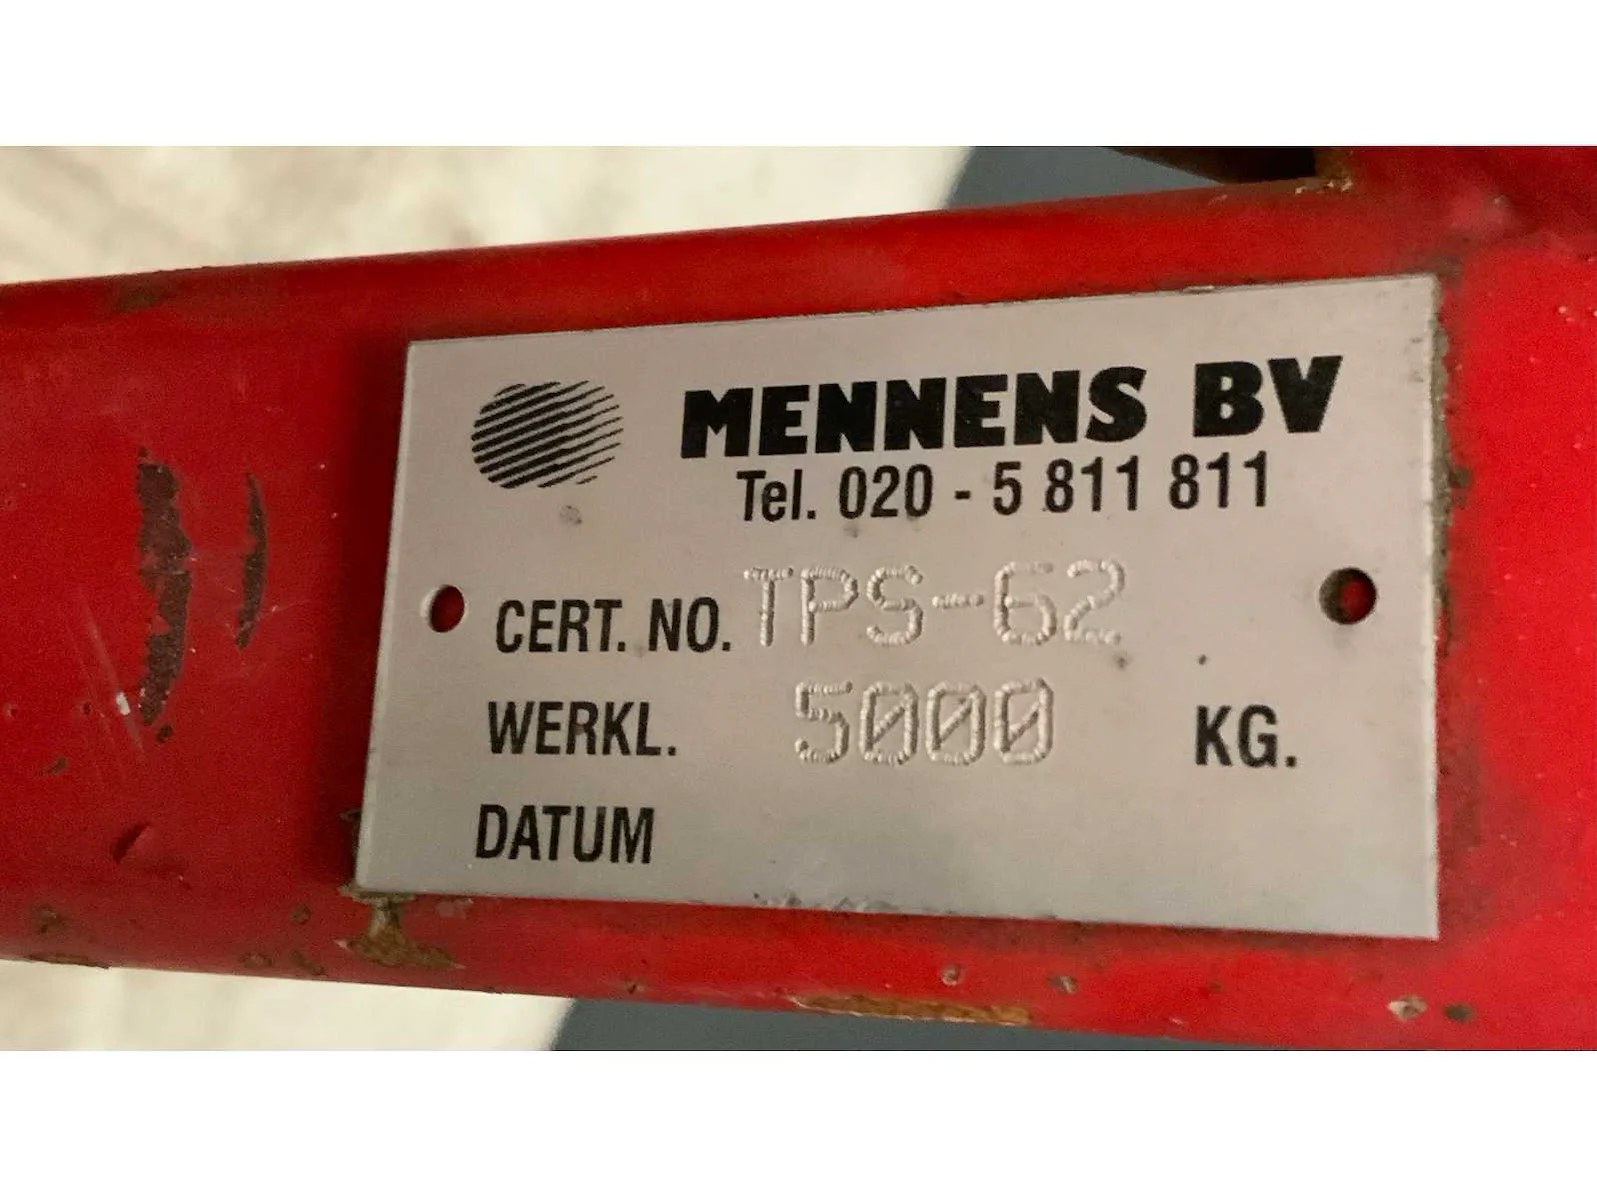 MENNENS BV
Tel. 020 - 5 811 811
CERT. NO. TPS-62
WERKL. 5000 KG.
DATUM